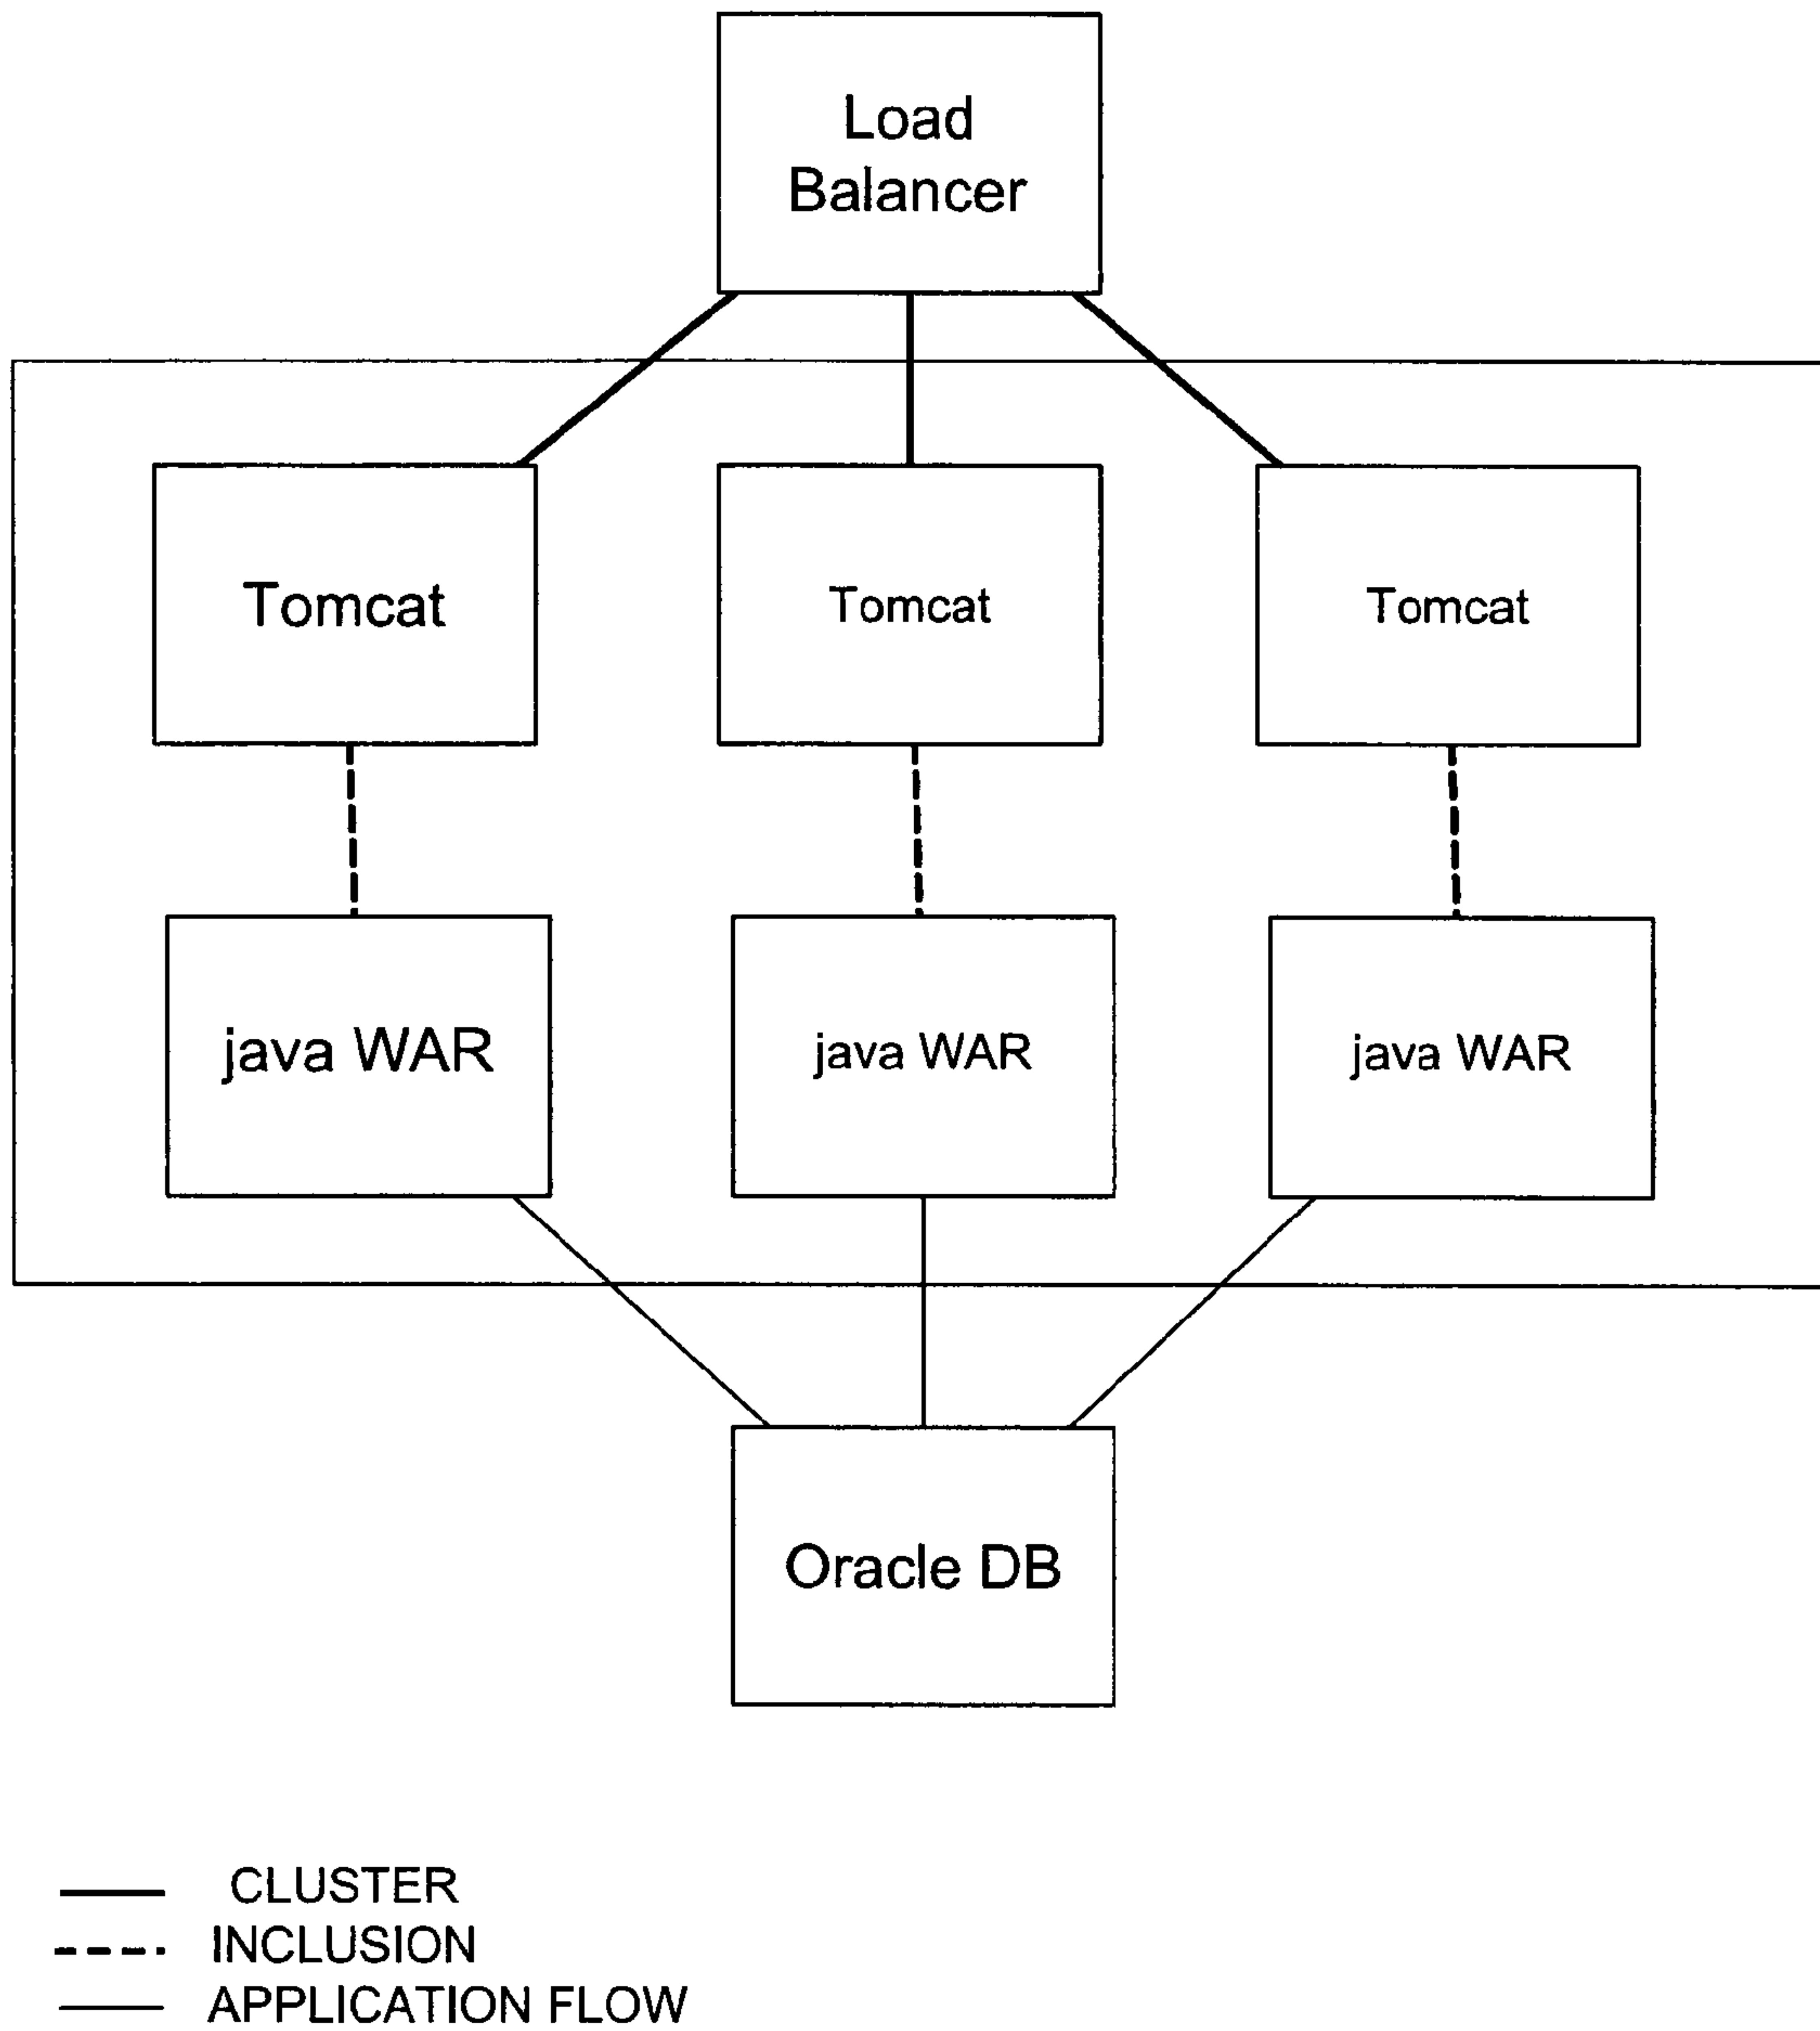 Load
Balancer
Tomcat
Tomcat
Tomcat
java WAR
java WAR
java WAR
Oracle DB
CLUSTER
INCLUSION
APPLICATION FLOW